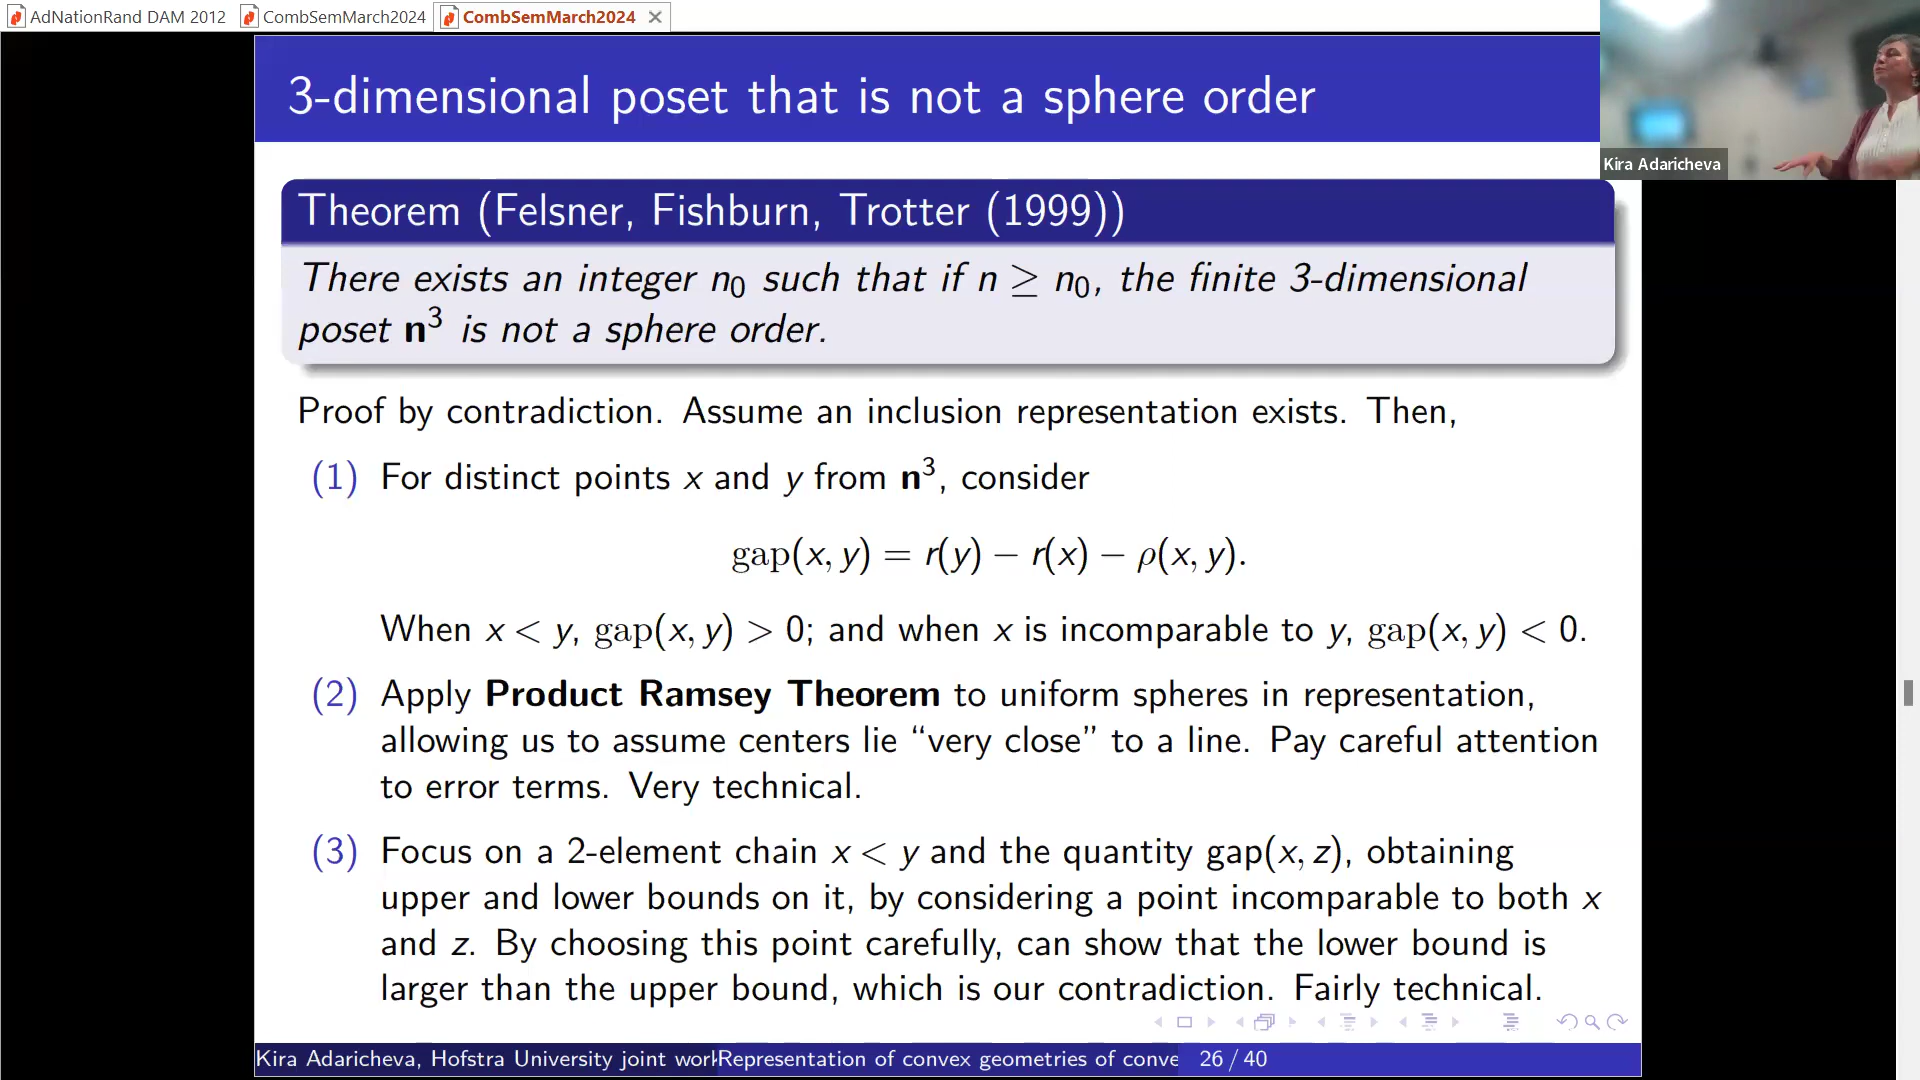 AdNationRand DAM 2012 CombSemMarch2024 CombSemMarch2024
3-dimensional poset that is not a sphere order
Kira Adaricheva
Theorem (Felsner, Fishburn, Trotter (1999))
There exists an integer n₀ such that if n ≥ n₀, the finite 3-dimensional
poset n³ is not a sphere order.
Proof by contradiction. Assume an inclusion representation exists. Then,
(1) For distinct points x and y from n³, consider
gap(x, y) = r(y) − r(x) − ρ(x, y).
When x < y, gap(x, y) > 0; and when x is incomparable to y, gap(x, y) < 0.
(2) Apply Product Ramsey Theorem to uniform spheres in representation,
allowing us to assume centers lie “very close” to a line. Pay careful attention
to error terms. Very technical.
(3) Focus on a 2-element chain x < y and the quantity gap(x, z), obtaining
upper and lower bounds on it, by considering a point incomparable to both x
and z. By choosing this point carefully, can show that the lower bound is
larger than the upper bound, which is our contradiction. Fairly technical.
Kira Adaricheva, Hofstra University joint work Representation of convex geometries of conve 26 / 40